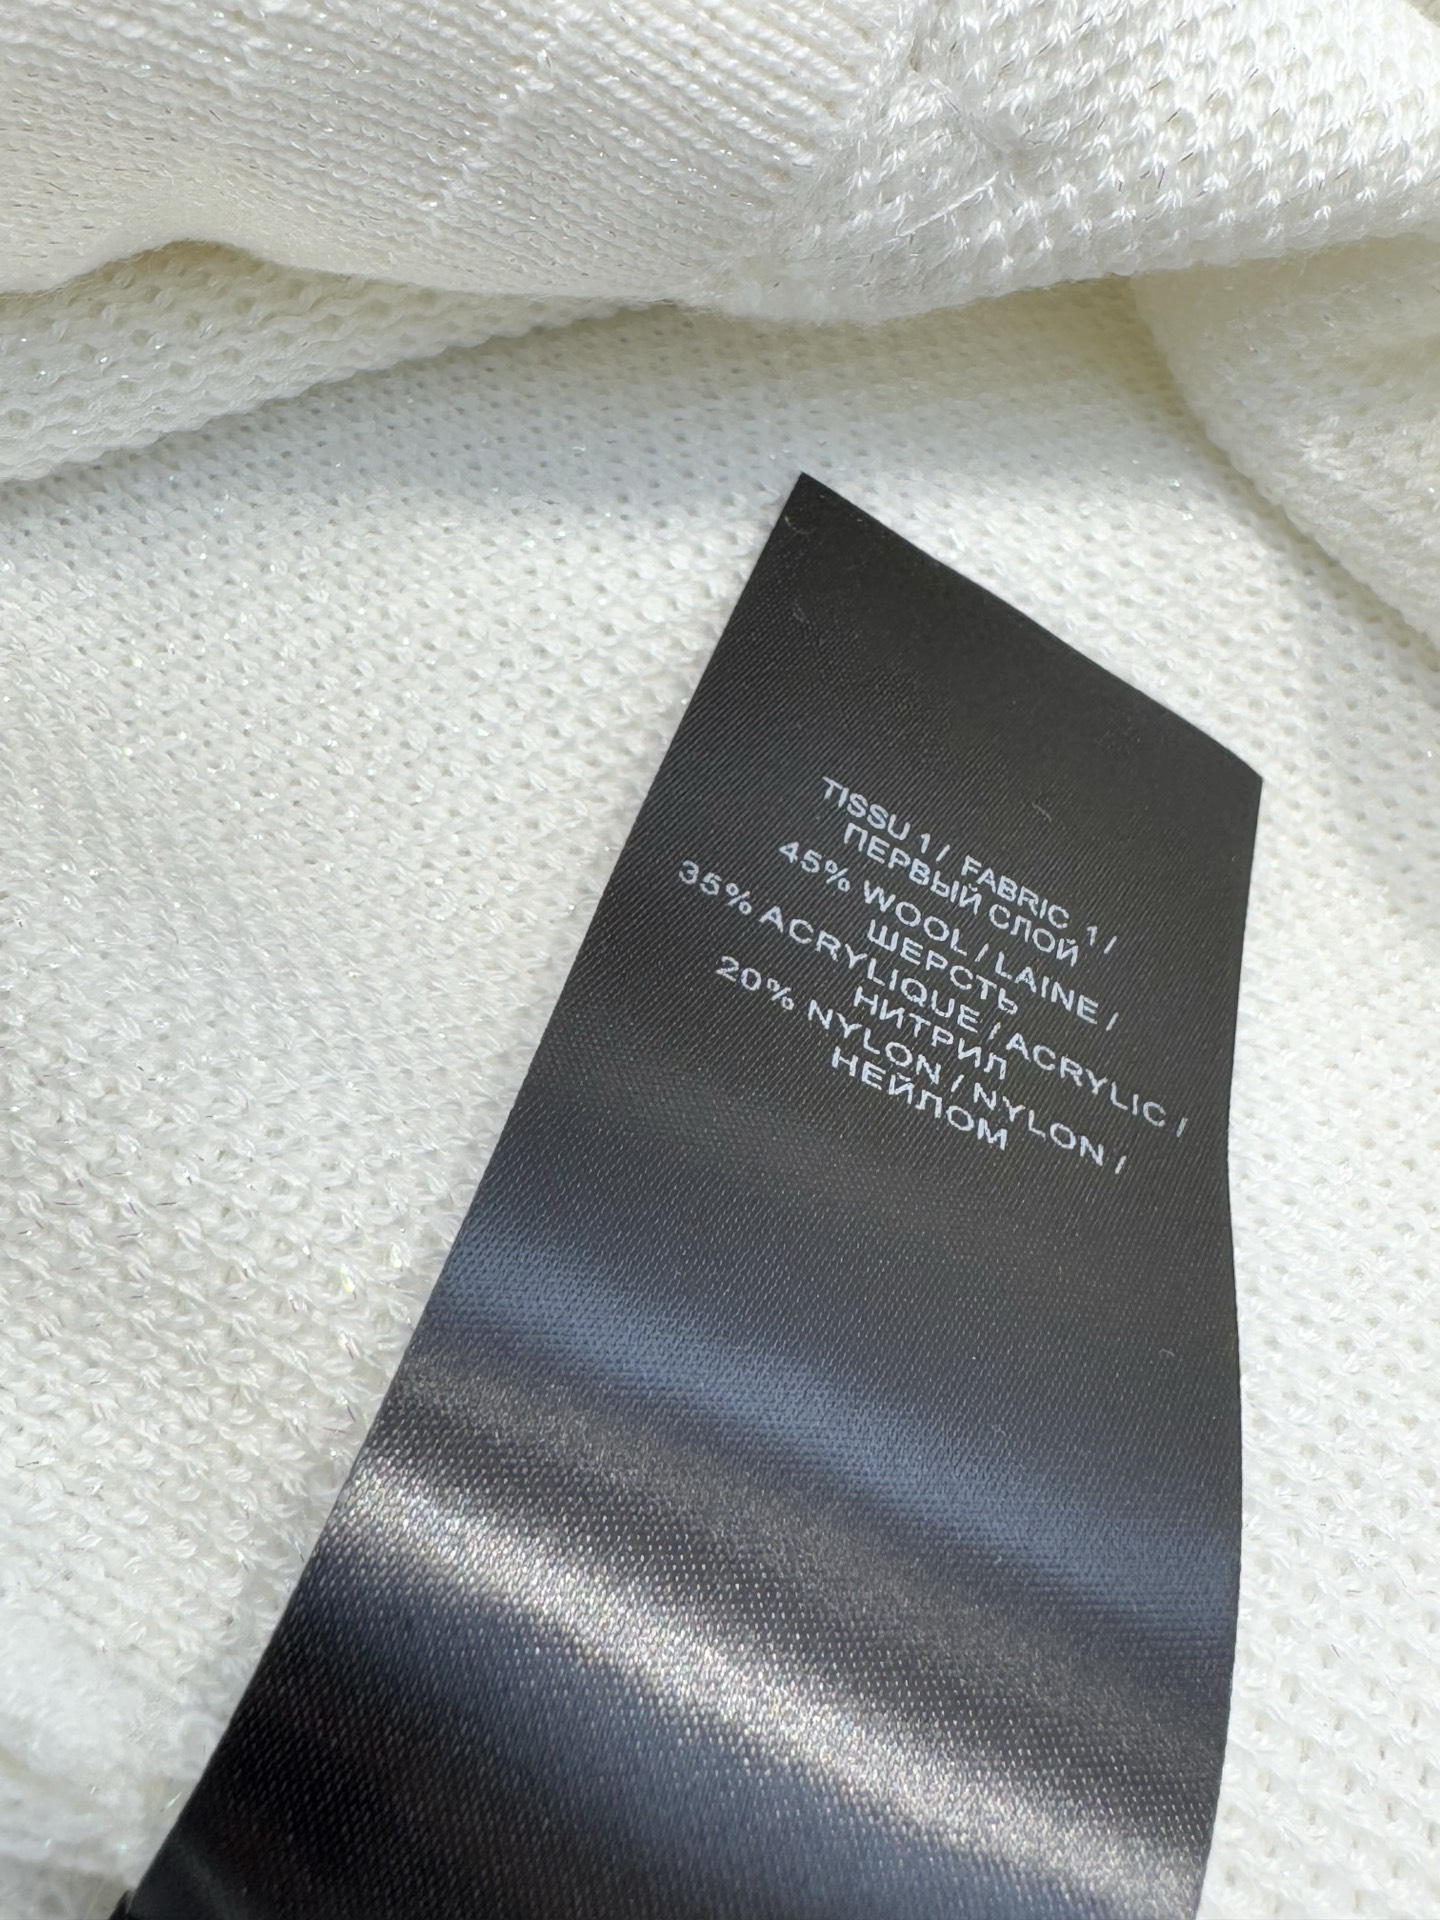 TISSU 1/ FABRIC 1/
ПЕРВЫЙ СЛОЙ
45% WOOL / LAINE /
ШЕРСТЬ
35% ACRYLIQUE / ACRYLIC /
НИТРИЛ
20% NYLON / NYLON /
НЕЙЛОМ